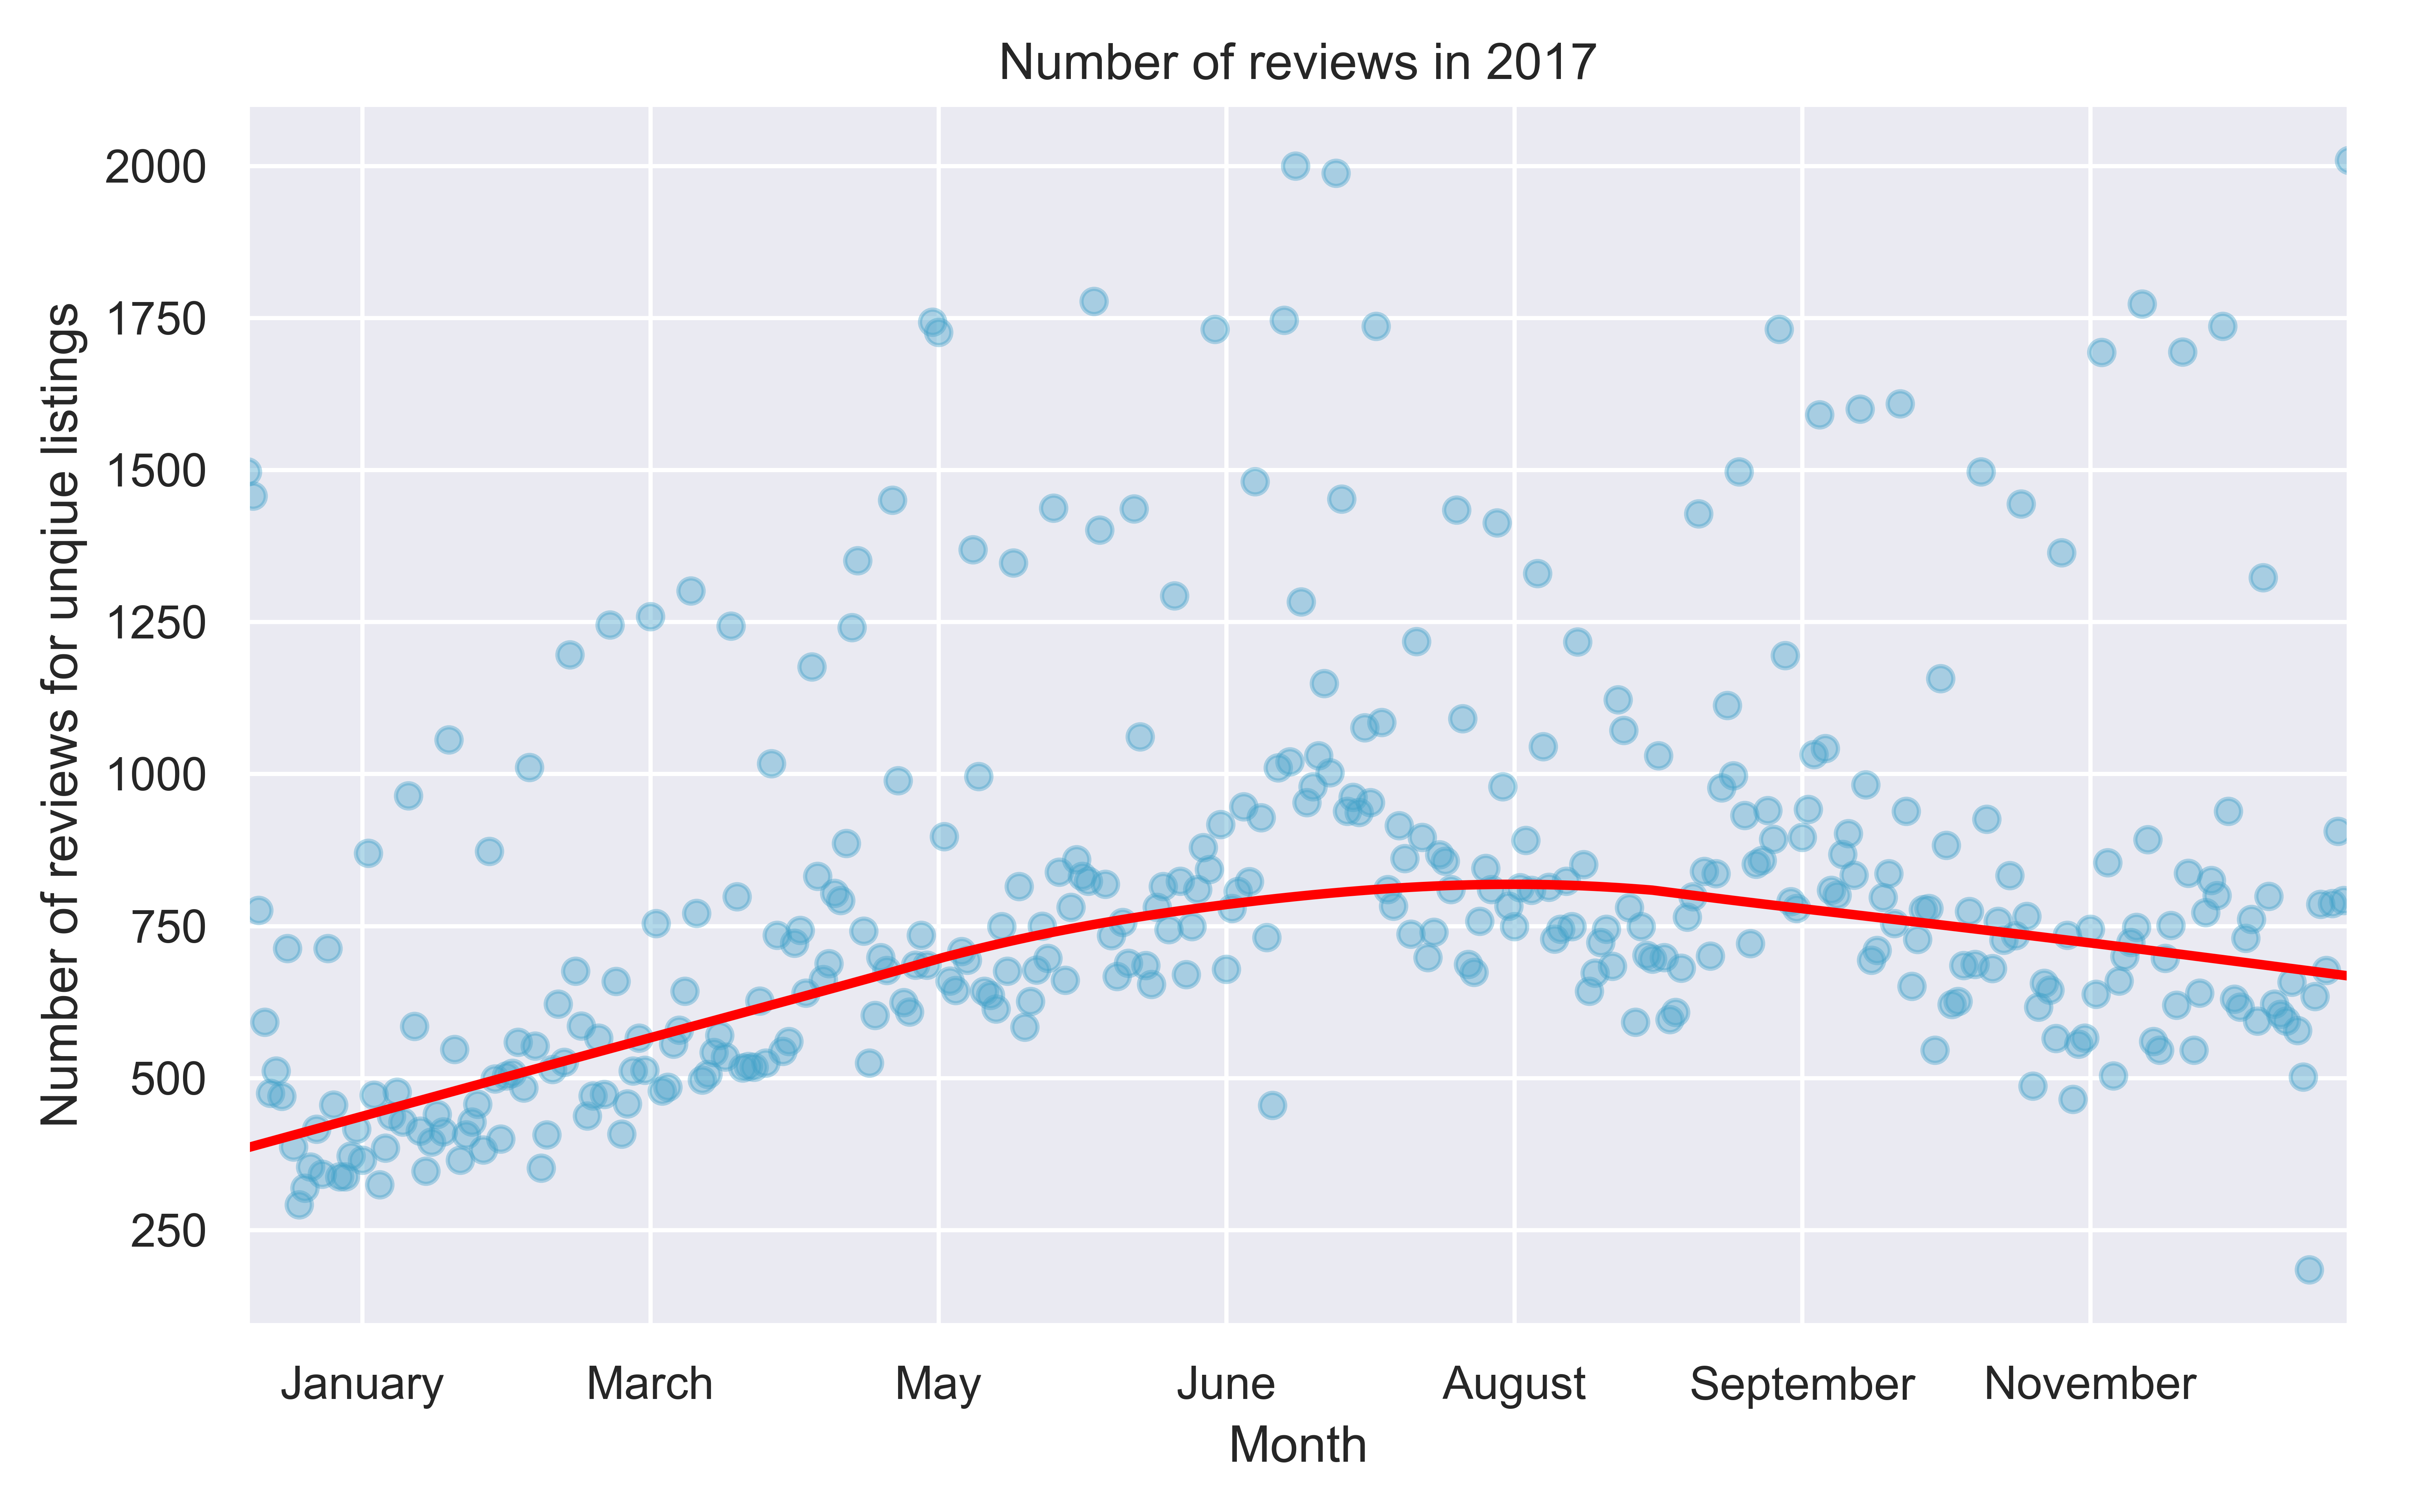 Number of reviews in 2017
Number of reviews for unqiue listings
2000
1750
1500
1250
1000
750
500
250
January March May June August September November
Month